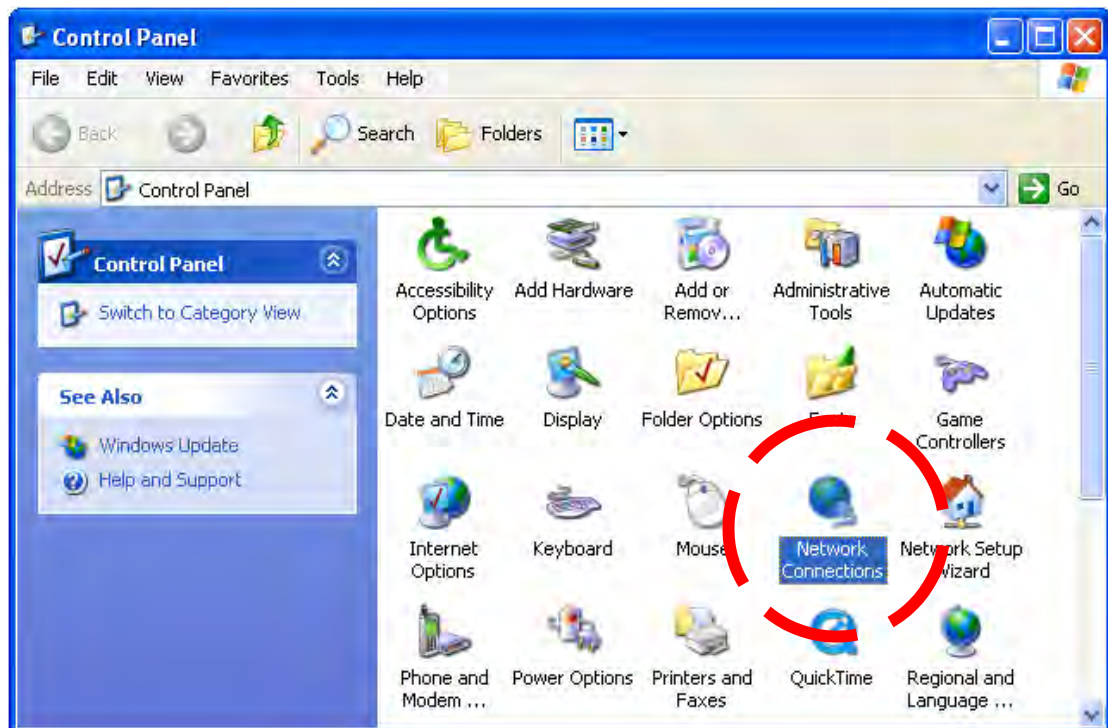 Control Panel
File Edit View Favorites Tools Help
Back Search Folders
Address Control Panel Go
Control Panel
Switch to Category View
See Also
Windows Update
Help and Support
Accessibility Options
Add Hardware
Add or Remov...
Administrative Tools
Automatic Updates
Date and Time
Display
Folder Options
Game Controllers
Internet Options
Keyboard
Mouse
Network Connections
Network Setup Wizard
Phone and Modem ...
Power Options
Printers and Faxes
QuickTime
Regional and Language ...